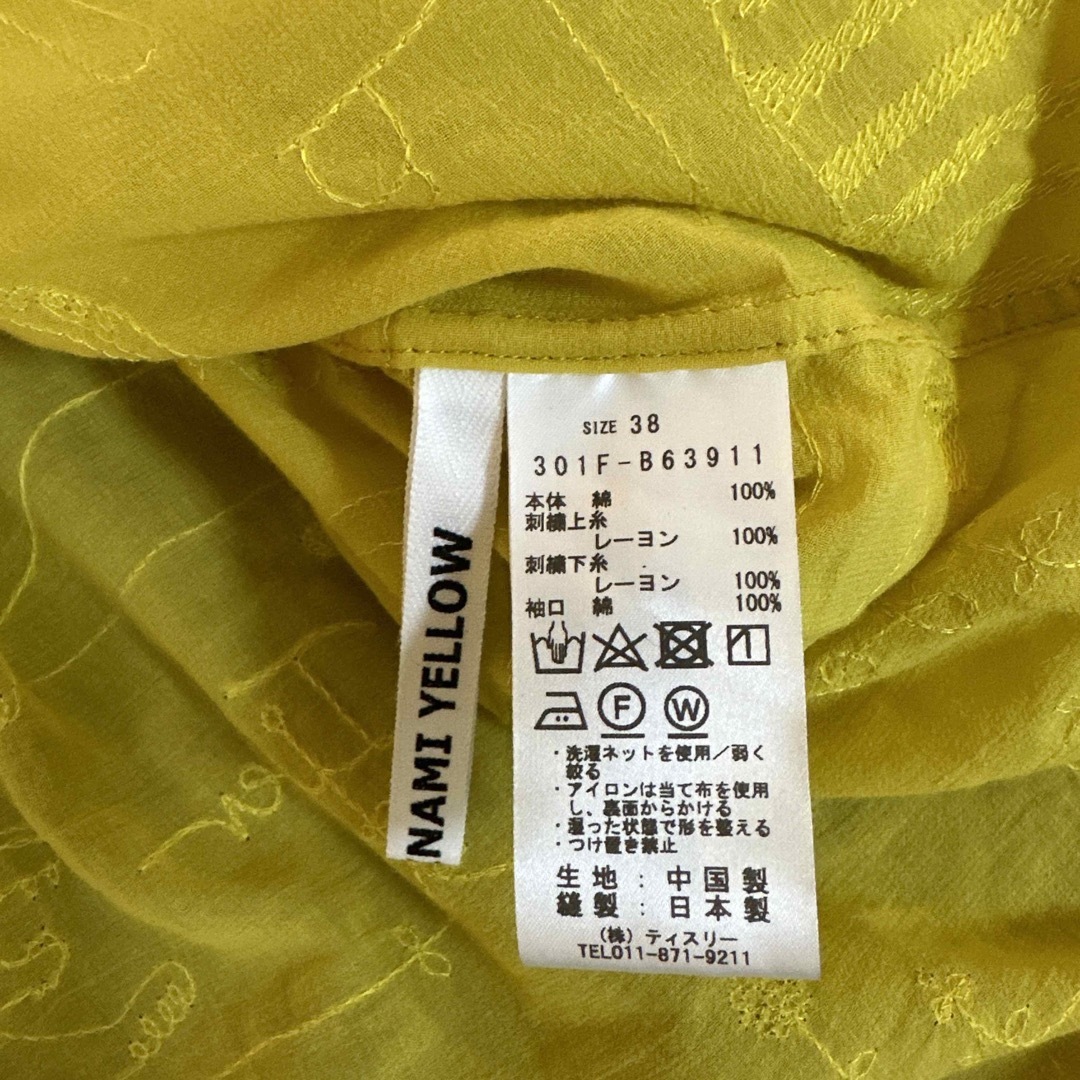 NAMI YELLOW
SIZE 38
301F-B63911
本体 綿 100%
刺繍上糸
レーヨン 100%
刺繍下糸
レーヨン 100%
袖口 綿 100%
F W
・洗濯ネットを使用／弱く
絞る
・アイロンは当て布を使用
し、裏面からかける
・湿った状態で形を整える
・つけ置き禁止
生地：中国製
縫製：日本製
(株) ティスリー
TEL011-871-9211